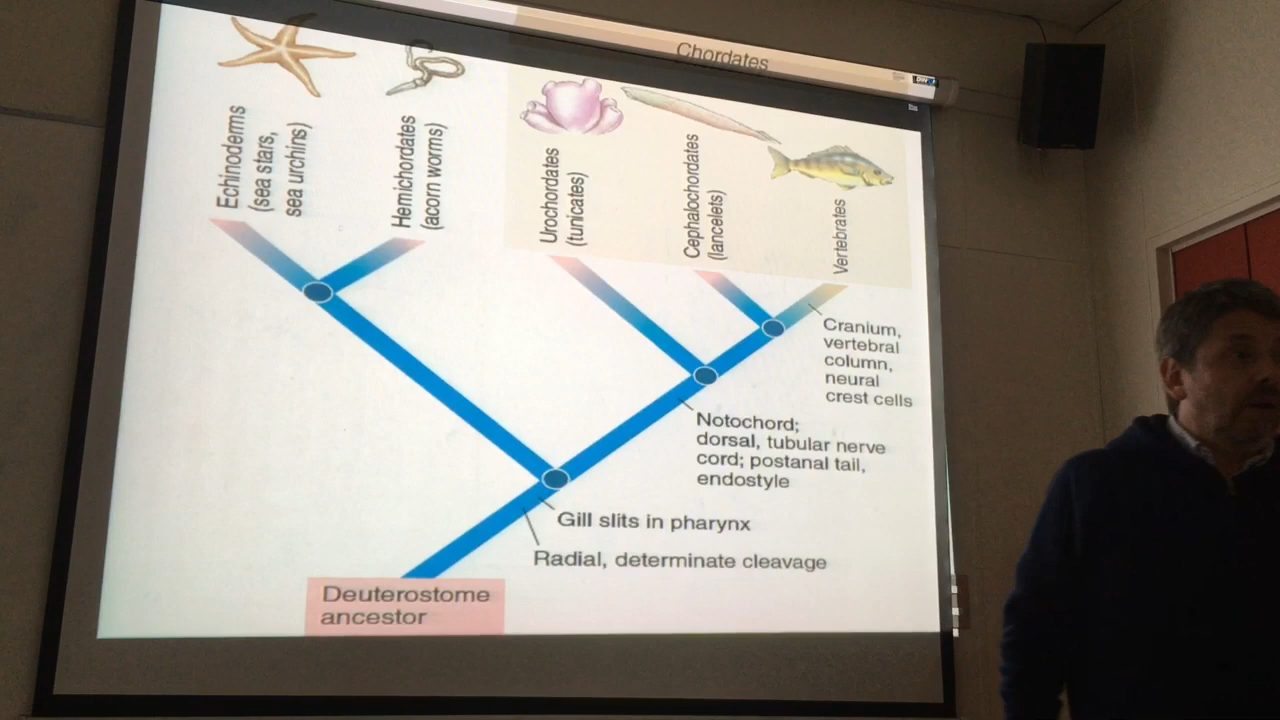 Chordates
Echinoderms
(sea stars,
sea urchins)
Hemichordates
(acorn worms)
Urochordates
(tunicates)
Cephalochordates
(lancelets)
Vertebrates
Cranium,
vertebral
column,
neural
crest cells
Notochord;
dorsal, tubular nerve
cord; postanal tail,
endostyle
Gill slits in pharynx
Radial, determinate cleavage
Deuterostome
ancestor